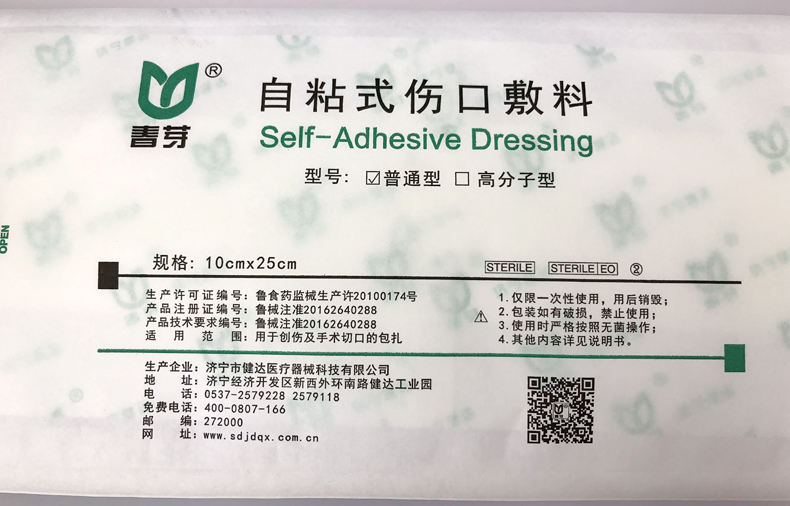 ®
青芽
自粘式伤口敷料
Self-Adhesive Dressing
型号: ☑普通型 ☐高分子型
OPEN
规格: 10cmx25cm
STERILE STERILE EO ②
生产许可证编号: 鲁食药监械生产许20100174号
产品注册证编号: 鲁械注准20162640288
产品技术要求编号: 鲁械注准20162640288
适用范围: 用于创伤及手术切口的包扎
⚠
1.仅限一次性使用，用后销毁;
2.包装如有破损，禁止使用;
3.使用时严格按照无菌操作;
4.其他内容详见说明书。
生产企业: 济宁市健达医疗器械科技有限公司
地址: 济宁经济开发区新西外环南路健达工业园
电话: 0537-2579228 2579118
免费电话: 400-0807-166
邮编: 272000
网址: www.sdjdqx.com.cn